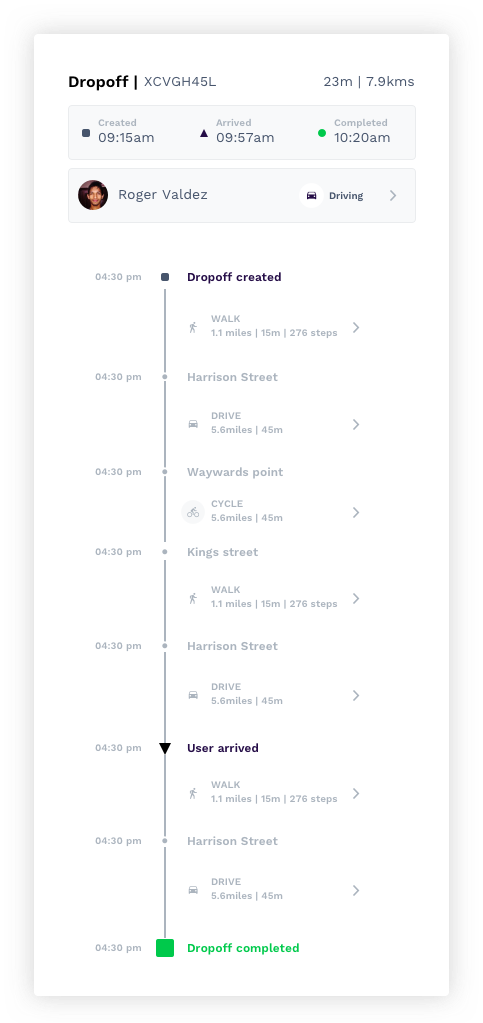 Dropoff | XCVGH45L 23m | 7.9kms
Created Arrived Completed
09:15am 09:57am 10:20am
Roger Valdez Driving
04:30 pm Dropoff created
WALK
1.1 miles | 15m | 276 steps
04:30 pm Harrison Street
DRIVE
5.6miles | 45m
04:30 pm Waywards point
CYCLE
5.6miles | 45m
04:30 pm Kings street
WALK
1.1 miles | 15m | 276 steps
04:30 pm Harrison Street
DRIVE
5.6miles | 45m
04:30 pm User arrived
WALK
1.1 miles | 15m | 276 steps
04:30 pm Harrison Street
DRIVE
5.6miles | 45m
04:30 pm Dropoff completed